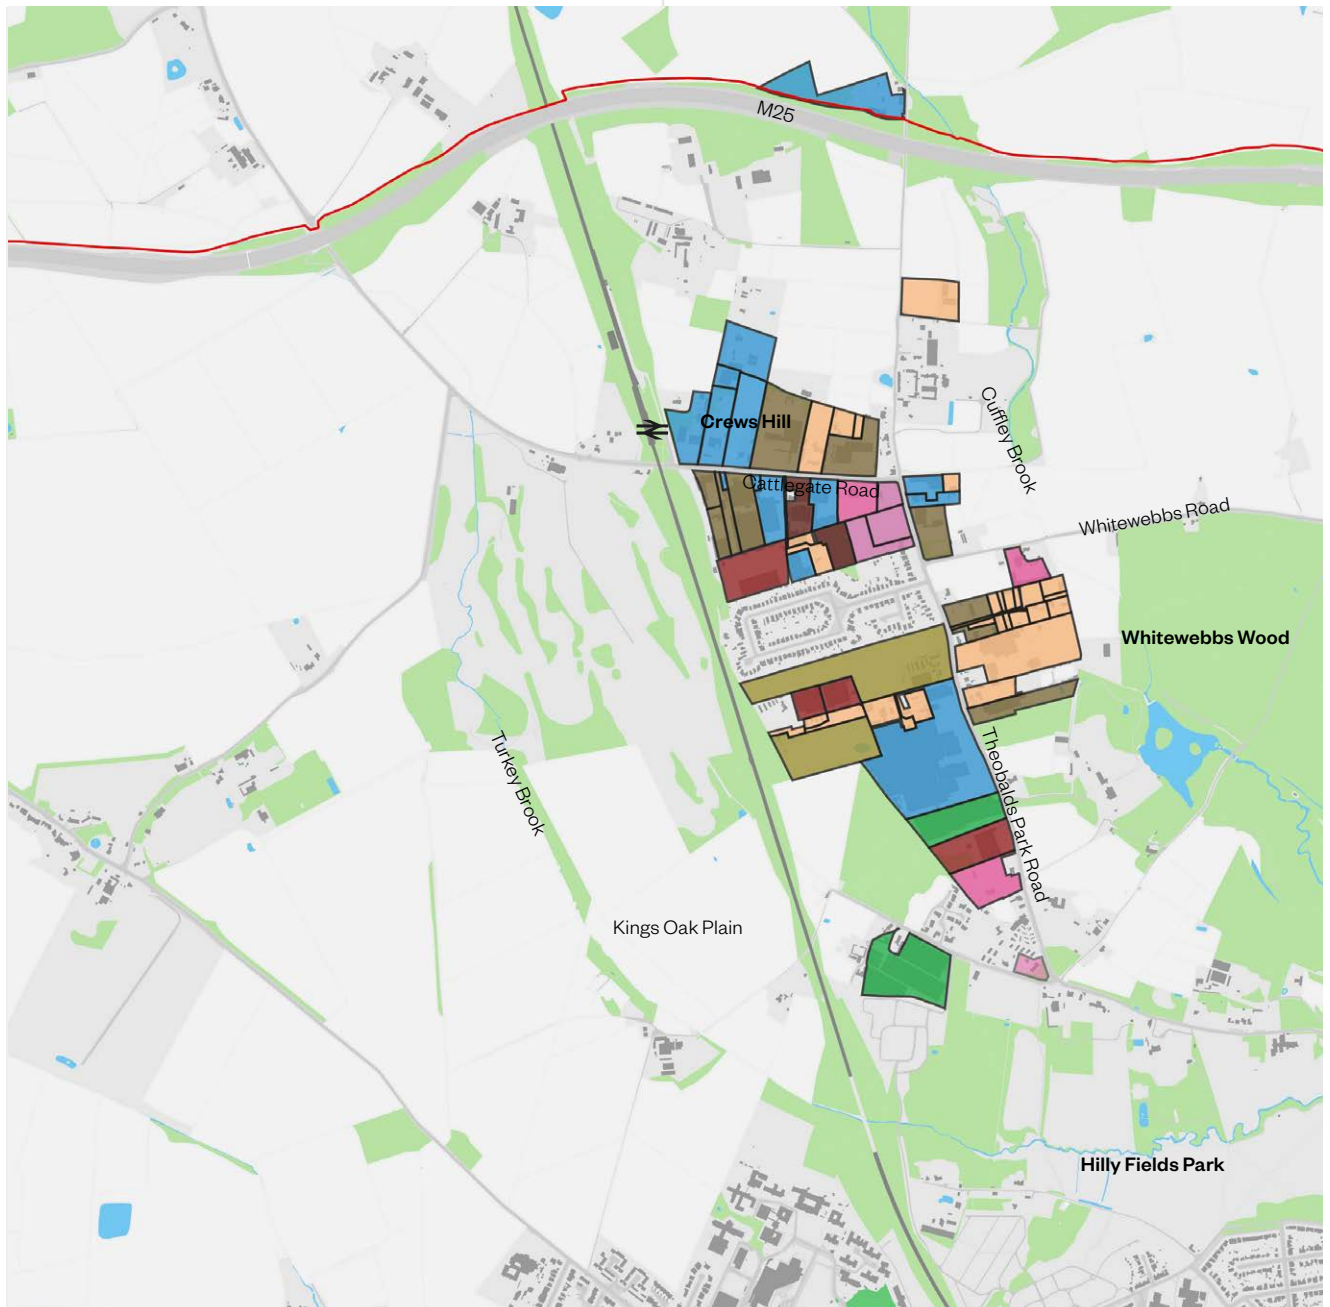 M25
Crews Hill
Cuffley Brook
Cattlegate Road
Whitewebbs Road
Whitewebbs Wood
Turkey Brook
Theobalds Park Road
Kings Oak Plain
Hilly Fields Park